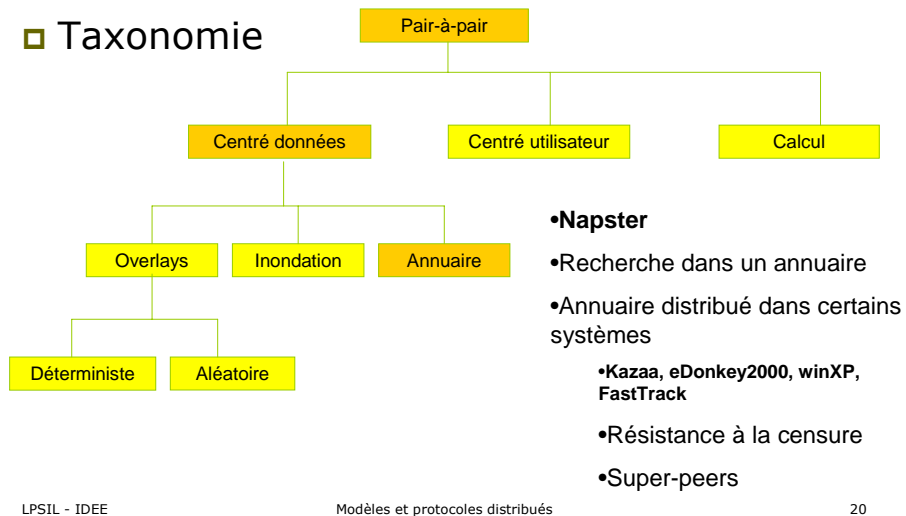 Taxonomie
Pair-à-pair
Centré données
Centré utilisateur
Calcul
Overlays
Inondation
Annuaire
Déterministe
Aléatoire
•Napster
•Recherche dans un annuaire
•Annuaire distribué dans certains
systèmes
•Kazaa, eDonkey2000, winXP,
FastTrack
•Résistance à la censure
•Super-peers
LPSIL - IDEE
Modèles et protocoles distribués
20